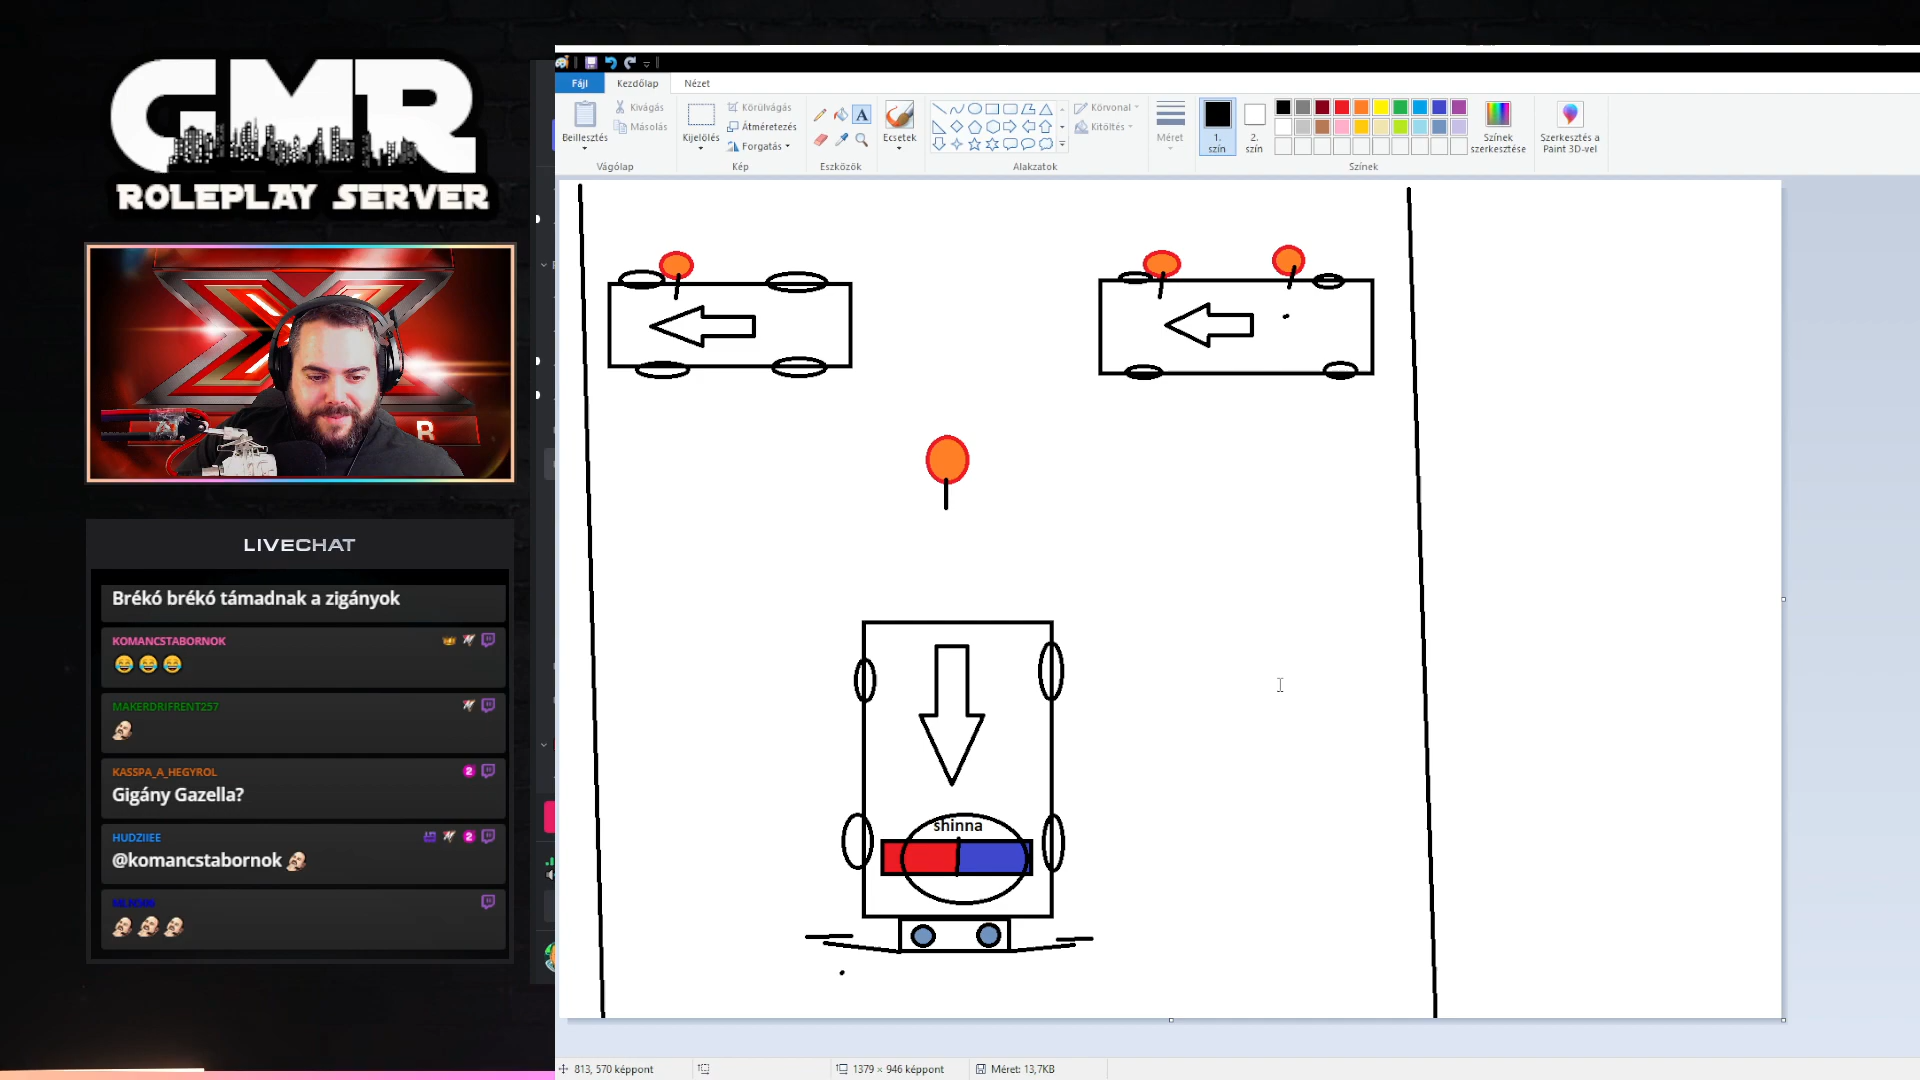 GMR
ROLEPLAY SERVER
R
LIVECHAT
Brékó brékó támadnak a zigányok
KOMANCSTABORNOK
MAKERDRIFRENT257
KASSPA_A_HEGYROL
2
Gigány Gazella?
HUDZIIEE
2
@komancstabornok
Fájl
Kezdőlap
Nézet
Beillesztés
Kivágás
Másolás
Vágólap
Kijelölés
Körülvágás
Átméretezés
Forgatás
Kép
A
Eszközök
Ecsetek
Alakzatok
Körvonal
Kitöltés
Méret
1.
szín
2.
szín
Színek
szerkesztése
Színek
Szerkesztés a
Paint 3D-vel
shinna
813, 570 képpont
1379 × 946 képpont
Méret: 13,7KB